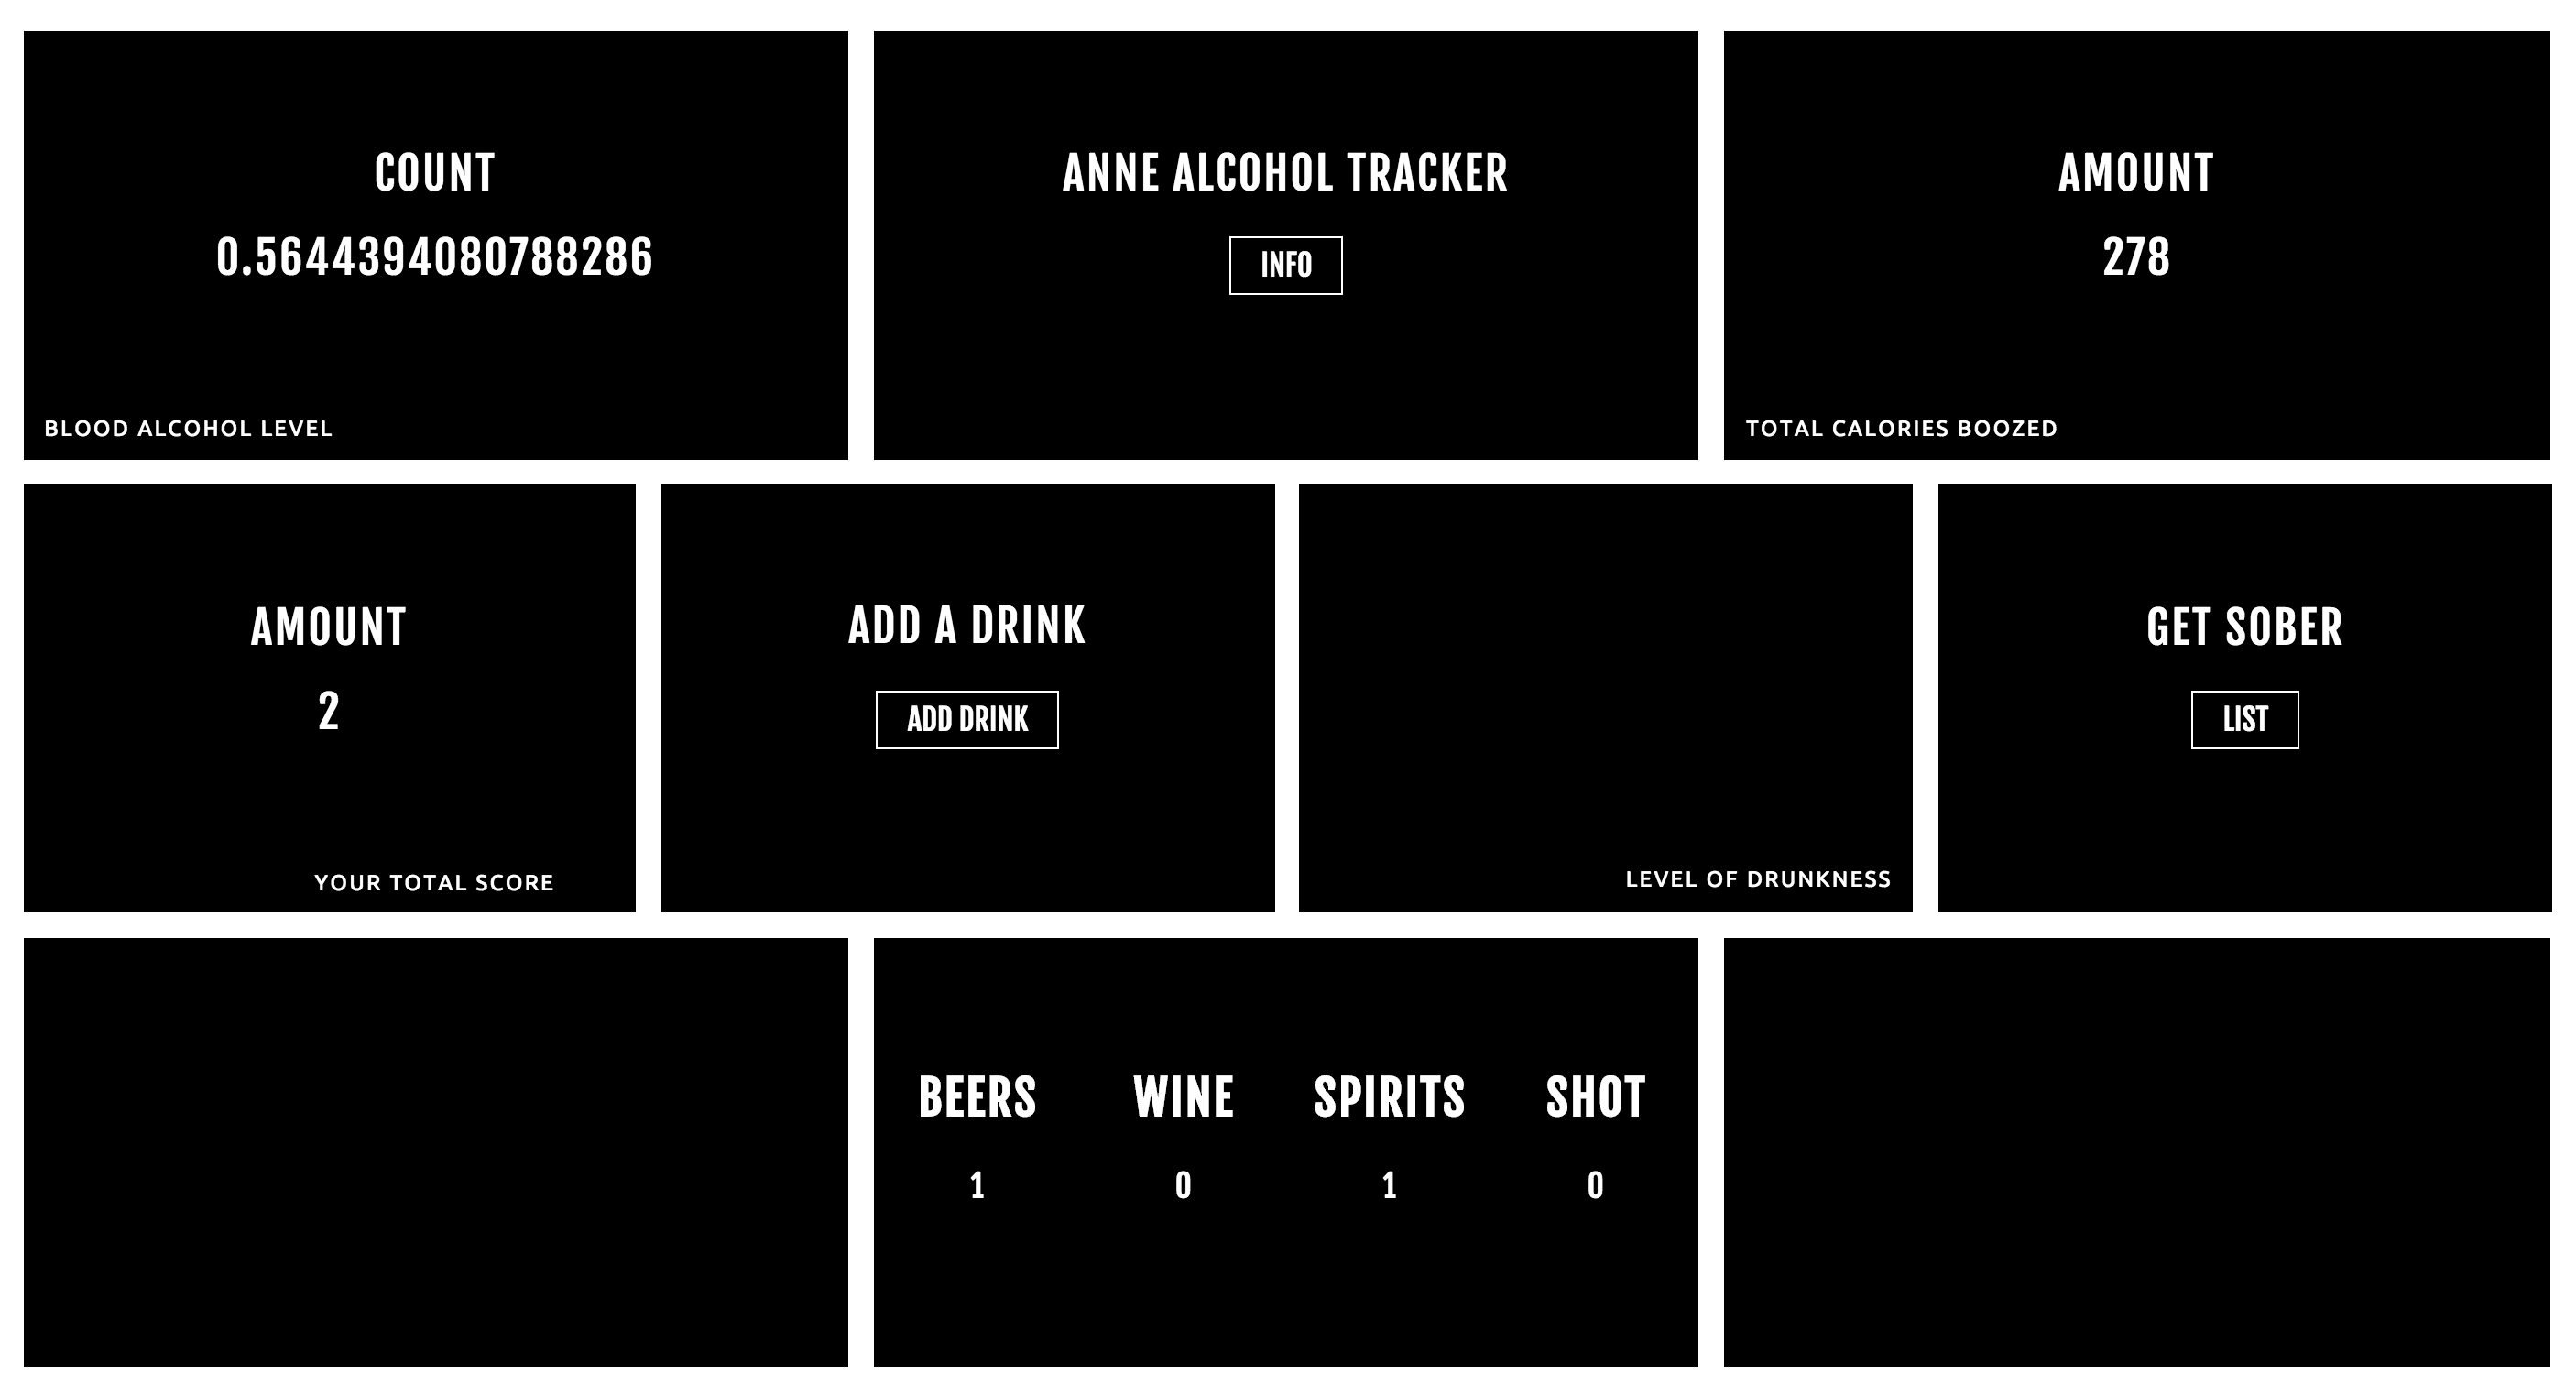 COUNT
0.5644394080788286
BLOOD ALCOHOL LEVEL
ANNE ALCOHOL TRACKER
INFO
AMOUNT
278
TOTAL CALORIES BOOZED
AMOUNT
2
YOUR TOTAL SCORE
ADD A DRINK
ADD DRINK
LEVEL OF DRUNKNESS
GET SOBER
LIST
BEERS WINE SPIRITS SHOT
1 0 1 0